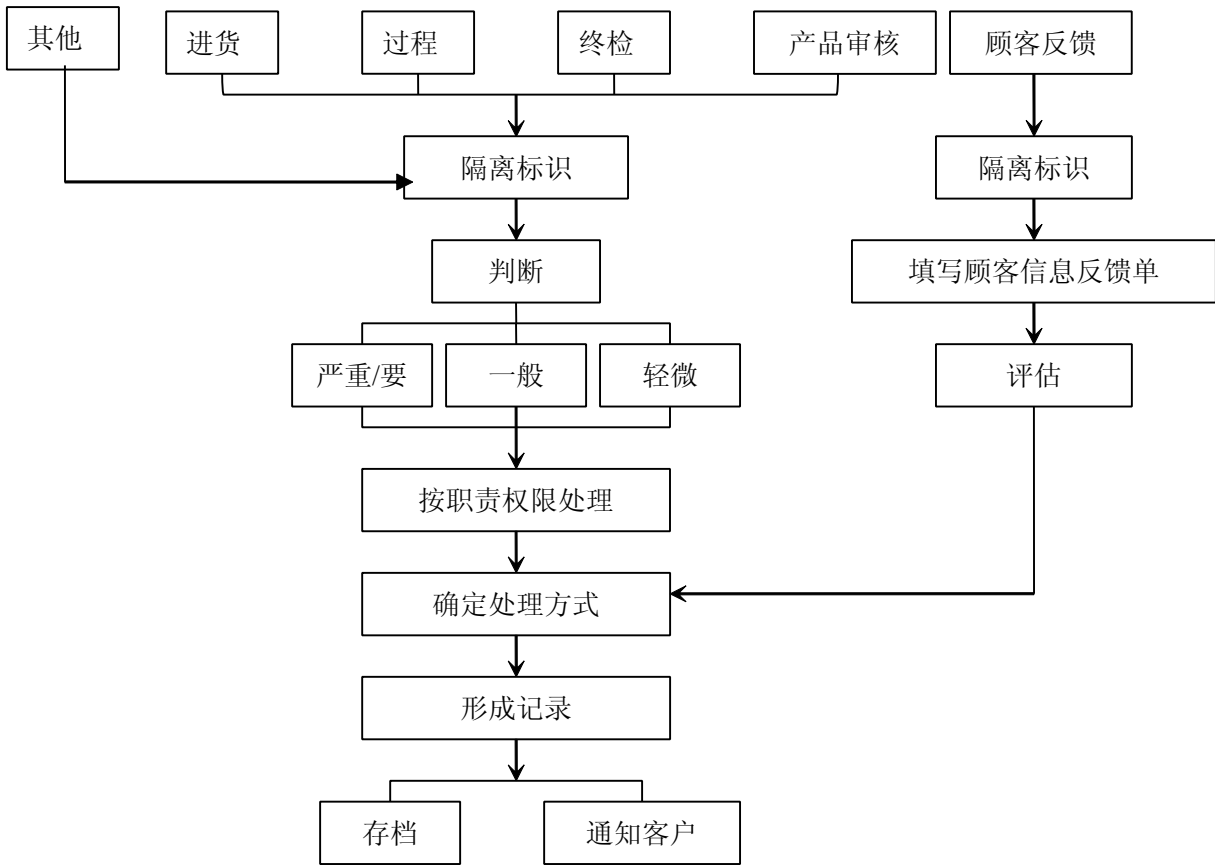 其他
进货
过程
终检
产品审核
顾客反馈
隔离标识
隔离标识
判断
填写顾客信息反馈单
严重/要
一般
轻微
评估
按职责权限处理
确定处理方式
形成记录
存档
通知客户